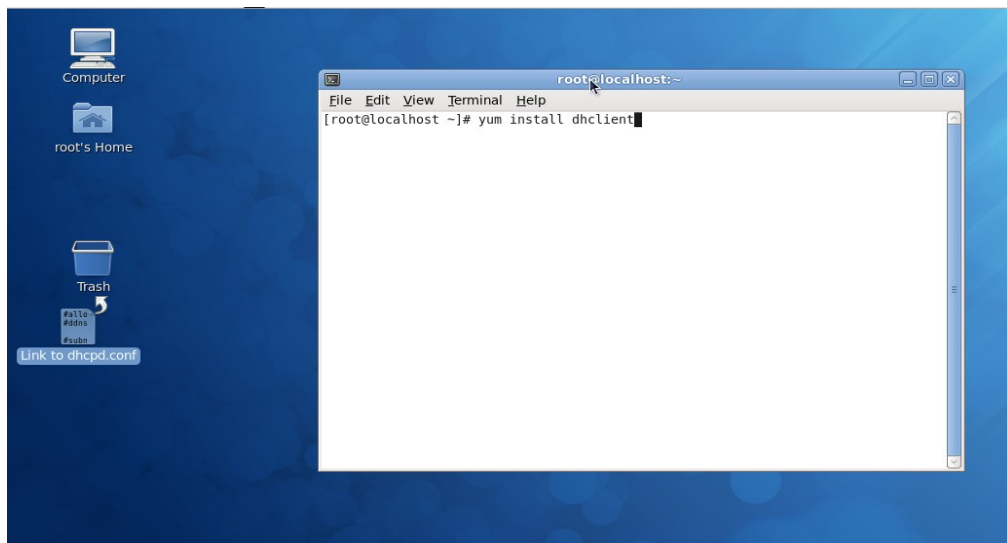 Computer
root's Home
Trash
#allo
#ddns
#subn
Link to dhcpd.conf
root@localhost:~
File Edit View Terminal Help
[root@localhost ~]# yum install dhclient